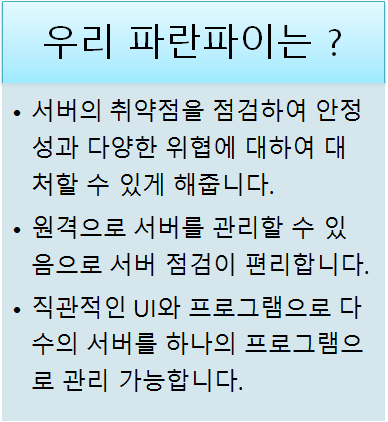 우리 파란파이는 ?
• 서버의 취약점을 점검하여 안정
성과 다양한 위협에 대하여 대
처할 수 있게 해줍니다.
• 원격으로 서버를 관리할 수 있
음으로 서버 점검이 편리합니다.
• 직관적인 UI와 프로그램으로 다
수의 서버를 하나의 프로그램으
로 관리 가능합니다.